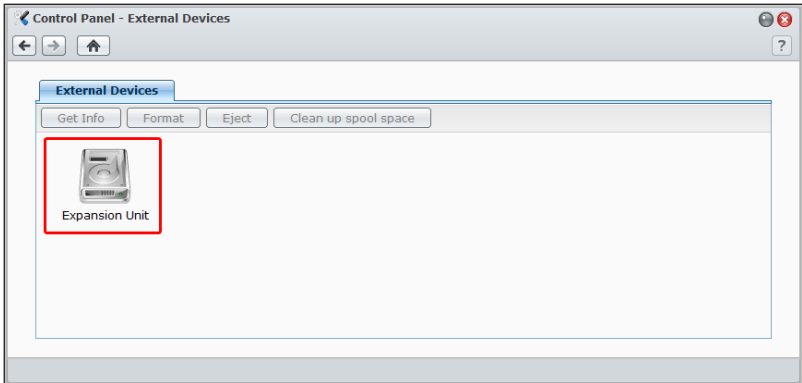 Control Panel - External Devices
?
External Devices
Get Info Format Eject Clean up spool space
Expansion Unit